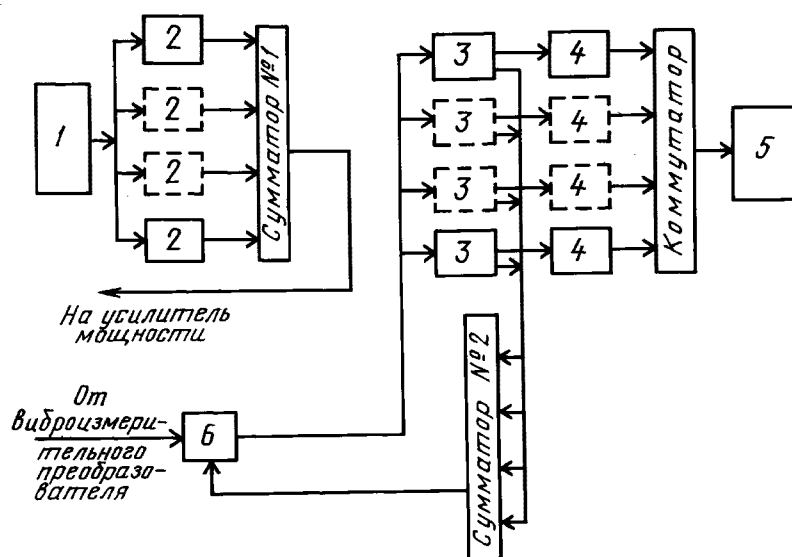 1
2
2
2
2
Сумматор №1
На усилитель
мощности
3
3
3
3
4
4
4
4
Коммутатор
5
От
виброизмери-
тельного
преобразо-
вателя
6
Сумматор №2